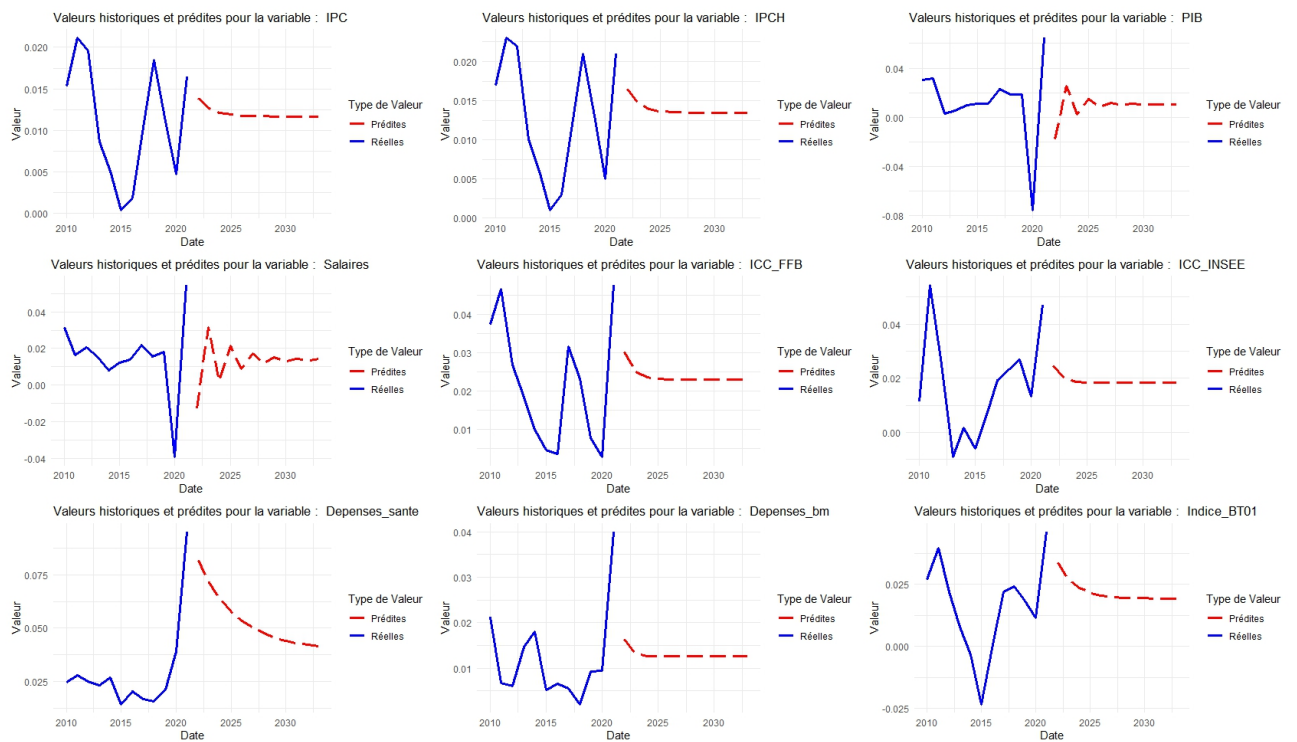 Valeurs historiques et prédites pour la variable :  IPC
0.020
0.015
0.010
0.005
0.000
Valeur
2010 2015 2020 2025 2030
Date
Type de Valeur
Prédites
Réelles
Valeurs historiques et prédites pour la variable :  IPCH
0.020
0.015
0.010
0.005
0.000
Valeur
2010 2015 2020 2025 2030
Date
Type de Valeur
Prédites
Réelles
Valeurs historiques et prédites pour la variable :  PIB
0.04
0.00
-0.04
-0.08
Valeur
2010 2015 2020 2025 2030
Date
Type de Valeur
Prédites
Réelles
Valeurs historiques et prédites pour la variable :  Salaires
0.04
0.02
0.00
-0.02
-0.04
Valeur
2010 2015 2020 2025 2030
Date
Type de Valeur
Prédites
Réelles
Valeurs historiques et prédites pour la variable :  ICC_FFB
0.04
0.03
0.02
0.01
Valeur
2010 2015 2020 2025 2030
Date
Type de Valeur
Prédites
Réelles
Valeurs historiques et prédites pour la variable :  ICC_INSEE
0.04
0.02
0.00
Valeur
2010 2015 2020 2025 2030
Date
Type de Valeur
Prédites
Réelles
Valeurs historiques et prédites pour la variable :  Depenses_sante
0.075
0.050
0.025
Valeur
2010 2015 2020 2025 2030
Date
Type de Valeur
Prédites
Réelles
Valeurs historiques et prédites pour la variable :  Depenses_bm
0.04
0.03
0.02
0.01
Valeur
2010 2015 2020 2025 2030
Date
Type de Valeur
Prédites
Réelles
Valeurs historiques et prédites pour la variable :  Indice_BT01
0.025
0.000
-0.025
Valeur
2010 2015 2020 2025 2030
Date
Type de Valeur
Prédites
Réelles